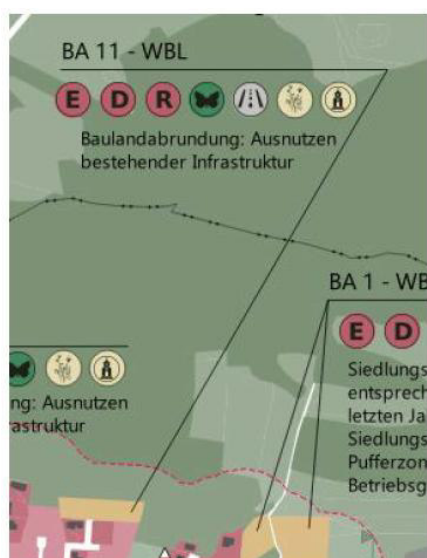 BA 11 - WBL
E D R
Baulandabrundung: Ausnutzen
bestehender Infrastruktur
BA 1 - WB
E D
Siedlungs
entsprech
letzten Ja
Siedlungs
Pufferzon
Betriebsg
ng: Ausnutzen
astruktur